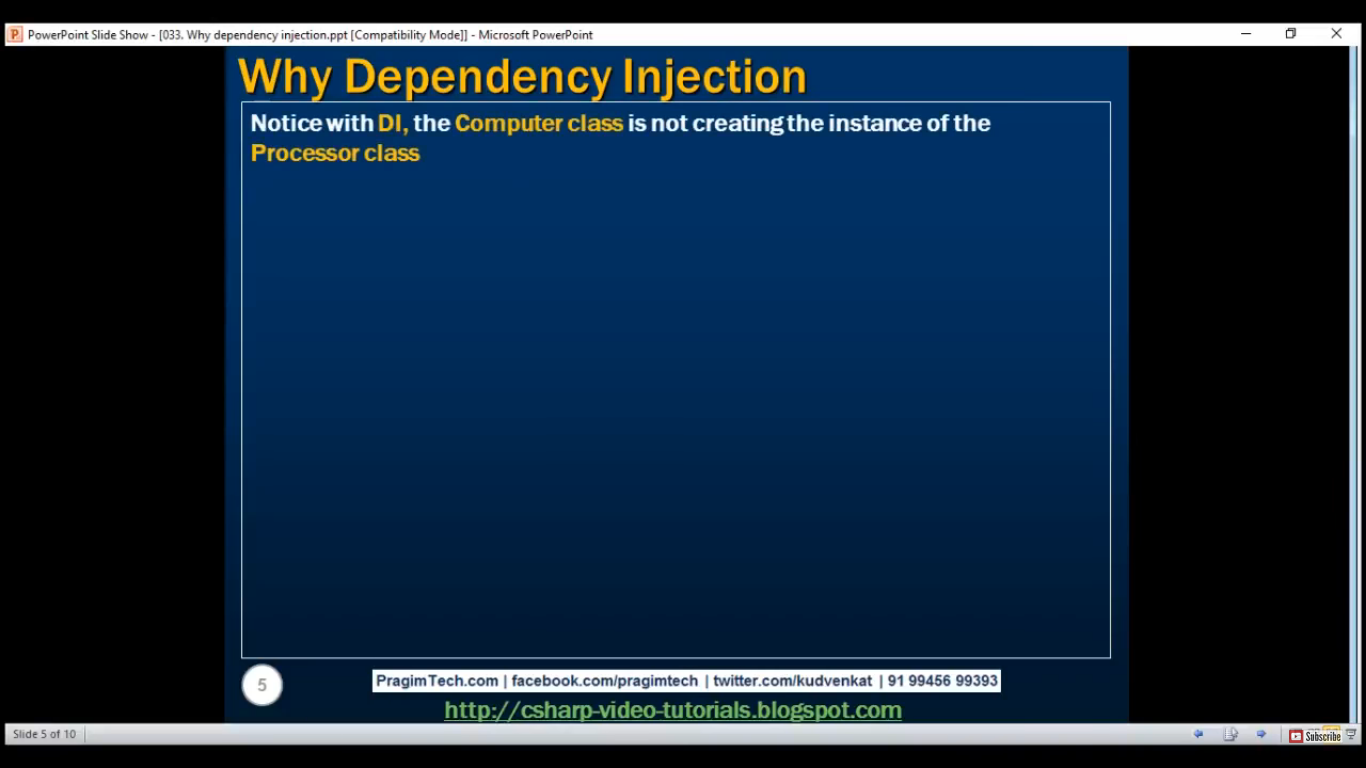 PowerPoint Slide Show - [033. Why dependency injection.ppt [Compatibility Mode]] - Microsoft PowerPoint
Why Dependency Injection
Notice with DI, the Computer class is not creating the instance of the
Processor class
5
PragimTech.com | facebook.com/pragimtech | twitter.com/kudvenkat | 91 99456 99393
http://csharp-video-tutorials.blogspot.com
Slide 5 of 10
Subscribe